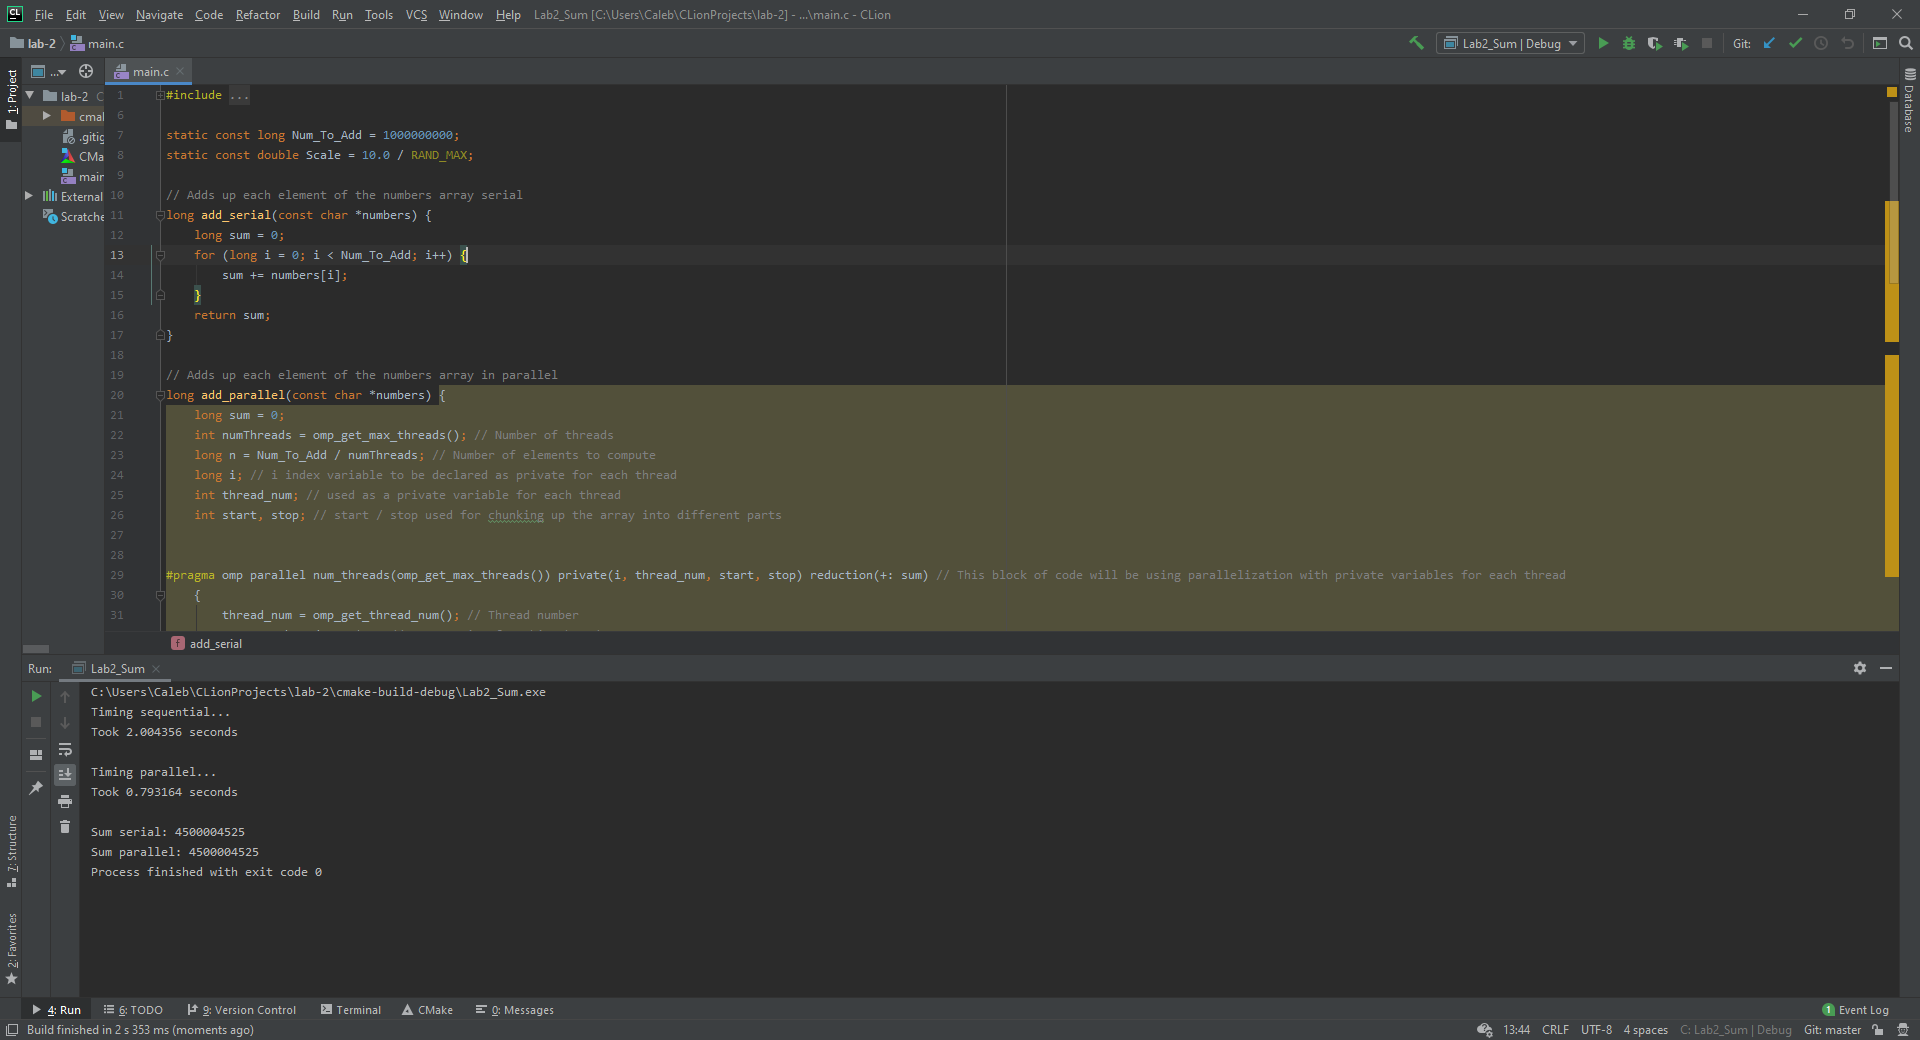 CL File Edit View Navigate Code Refactor Build Run Tools VCS Window Help Lab2_Sum [C:\Users\Caleb\CLionProjects\lab-2] - ...\main.c - CLion
lab-2 main.c Lab2_Sum | Debug Git:
1: Project
... main.c
lab-2 C
cmal
.gitig
CMa
main
External
Scratche
Database
1 #include ...
6
7 static const long Num_To_Add = 1000000000;
8 static const double Scale = 10.0 / RAND_MAX;
9
10 // Adds up each element of the numbers array serial
11 long add_serial(const char *numbers) {
12 long sum = 0;
13 for (long i = 0; i < Num_To_Add; i++) {
14 sum += numbers[i];
15 }
16 return sum;
17 }
18
19 // Adds up each element of the numbers array in parallel
20 long add_parallel(const char *numbers) {
21 long sum = 0;
22 int numThreads = omp_get_max_threads(); // Number of threads
23 long n = Num_To_Add / numThreads; // Number of elements to compute
24 long i; // i index variable to be declared as private for each thread
25 int thread_num; // used as a private variable for each thread
26 int start, stop; // start / stop used for chunking up the array into different parts
27
28
29 #pragma omp parallel num_threads(omp_get_max_threads()) private(i, thread_num, start, stop) reduction(+: sum) // This block of code will be using parallelization with private variables for each thread
30 {
31 thread_num = omp_get_thread_num(); // Thread number
f add_serial
Run: Lab2_Sum
C:\Users\Caleb\CLionProjects\lab-2\cmake-build-debug\Lab2_Sum.exe
Timing sequential...
Took 2.004356 seconds
Timing parallel...
Took 0.793164 seconds
Sum serial: 4500004525
Sum parallel: 4500004525
Process finished with exit code 0
7: Structure
2: Favorites
4: Run 6: TODO 9: Version Control Terminal CMake 0: Messages 1 Event Log
Build finished in 2 s 353 ms (moments ago) 13:44 CRLF UTF-8 4 spaces C: Lab2_Sum | Debug Git: master